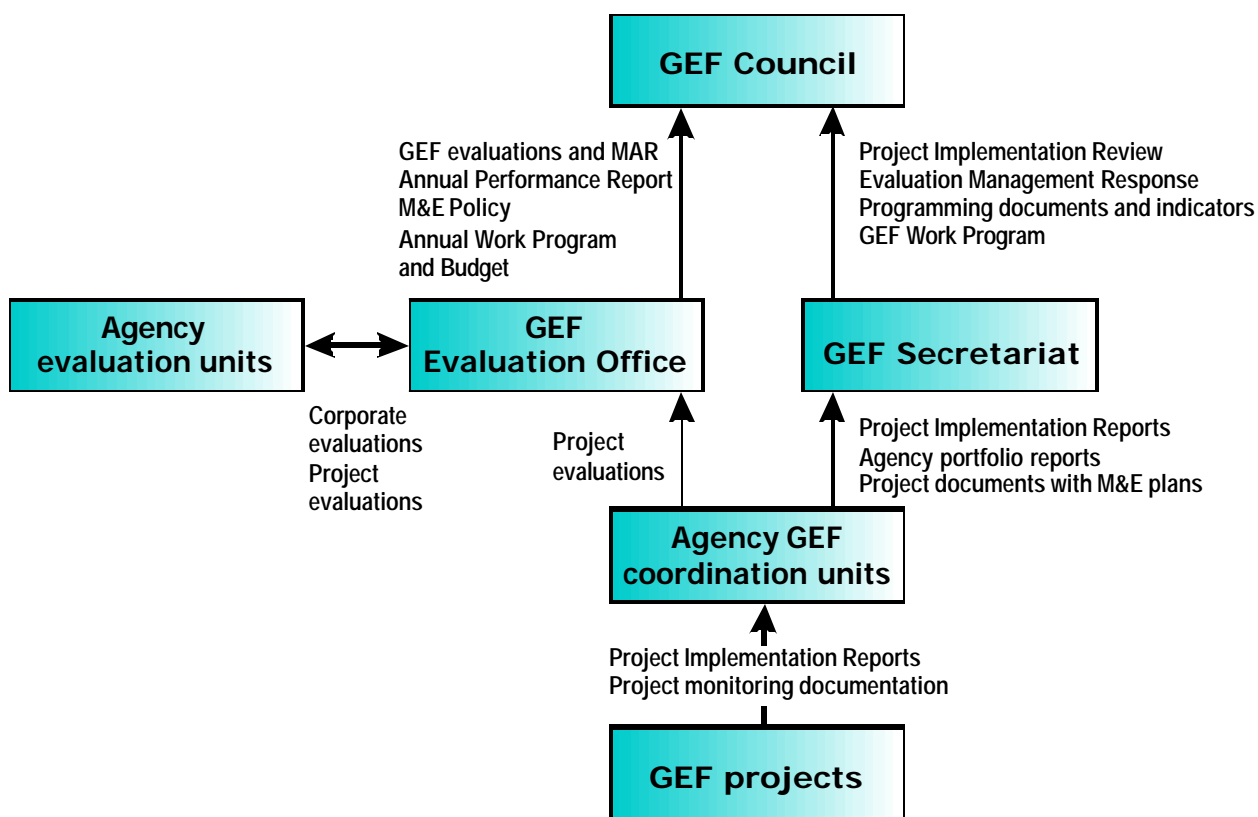 GEF Council
GEF evaluations and MAR
Annual Performance Report
M&E Policy
Annual Work Program
and Budget
Project Implementation Review
Evaluation Management Response
Programming documents and indicators
GEF Work Program
Agency
evaluation units
GEF
Evaluation Office
GEF Secretariat
Corporate
evaluations
Project
evaluations
Project
evaluations
Project Implementation Reports
Agency portfolio reports
Project documents with M&E plans
Agency GEF
coordination units
Project Implementation Reports
Project monitoring documentation
GEF projects